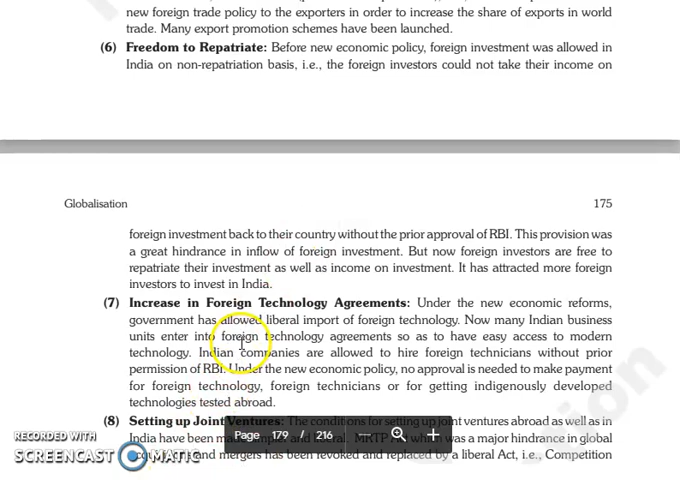 new foreign trade policy to the exporters in order to increase the share of exports in world
trade. Many export promotion schemes have been launched.
(6) Freedom to Repatriate: Before new economic policy, foreign investment was allowed in
India on non-repatriation basis, i.e., the foreign investors could not take their income on
Globalisation 175
foreign investment back to their country without the prior approval of RBI. This provision was
a great hindrance in inflow of foreign investment. But now foreign investors are free to
repatriate their investment as well as income on investment. It has attracted more foreign
investors to invest in India.
(7) Increase in Foreign Technology Agreements: Under the new economic reforms,
government has allowed liberal import of foreign technology. Now many Indian business
units enter into foreign technology agreements so as to have easy access to modern
technology. Indian companies are allowed to hire foreign technicians without prior
permission of RBI. Under the new economic policy, no approval is needed to make payment
for foreign technology, foreign technicians or for getting indigenously developed
technologies tested abroad.
(8) Setting up Joint Ventures: The conditions for setting up joint ventures abroad as well as in
India have been made simple and liberal. MRTP Act which was a major hindrance in global
and mergers has been revoked and replaced by a liberal Act, i.e., Competition
Page 179 / 216
RECORDED WITH
SCREENCAST MATIC